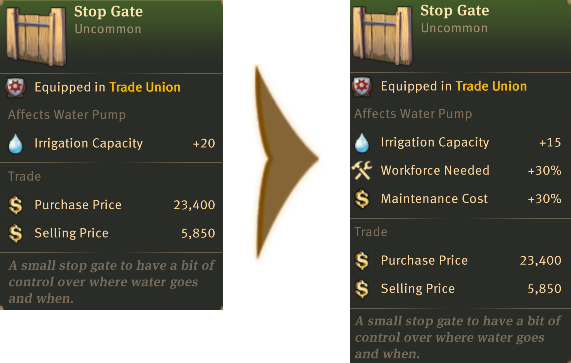 Stop Gate
Uncommon
Equipped in Trade Union
Affects Water Pump
Irrigation Capacity +20
Trade
Purchase Price 23,400
Selling Price 5,850
A small stop gate to have a bit of
control over where water goes
and when.
Stop Gate
Uncommon
Equipped in Trade Union
Affects Water Pump
Irrigation Capacity +15
Workforce Needed +30%
Maintenance Cost +30%
Trade
Purchase Price 23,400
Selling Price 5,850
A small stop gate to have a bit of
control over where water goes
and when.